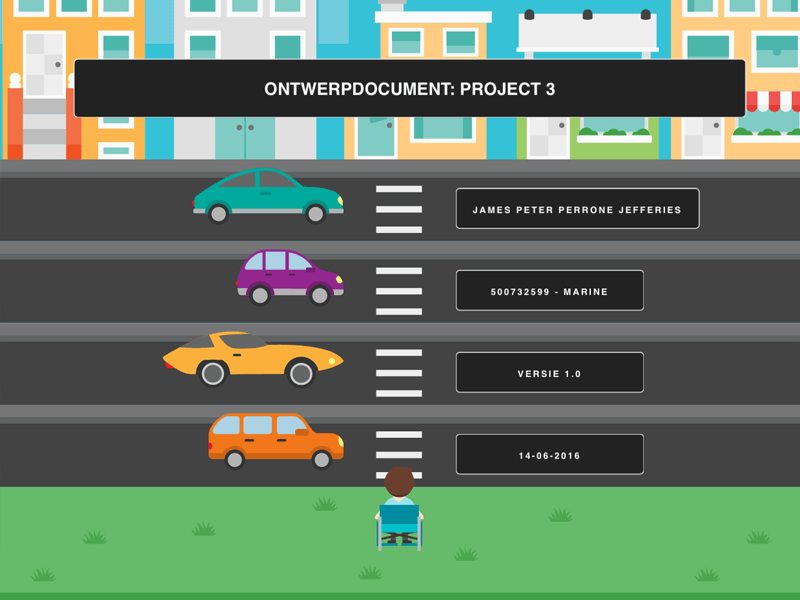 ONTWERPDOCUMENT: PROJECT 3
JAMES PETER PERRONE JEFFERIES
500732599 - MARINE
VERSIE 1.0
14-06-2016